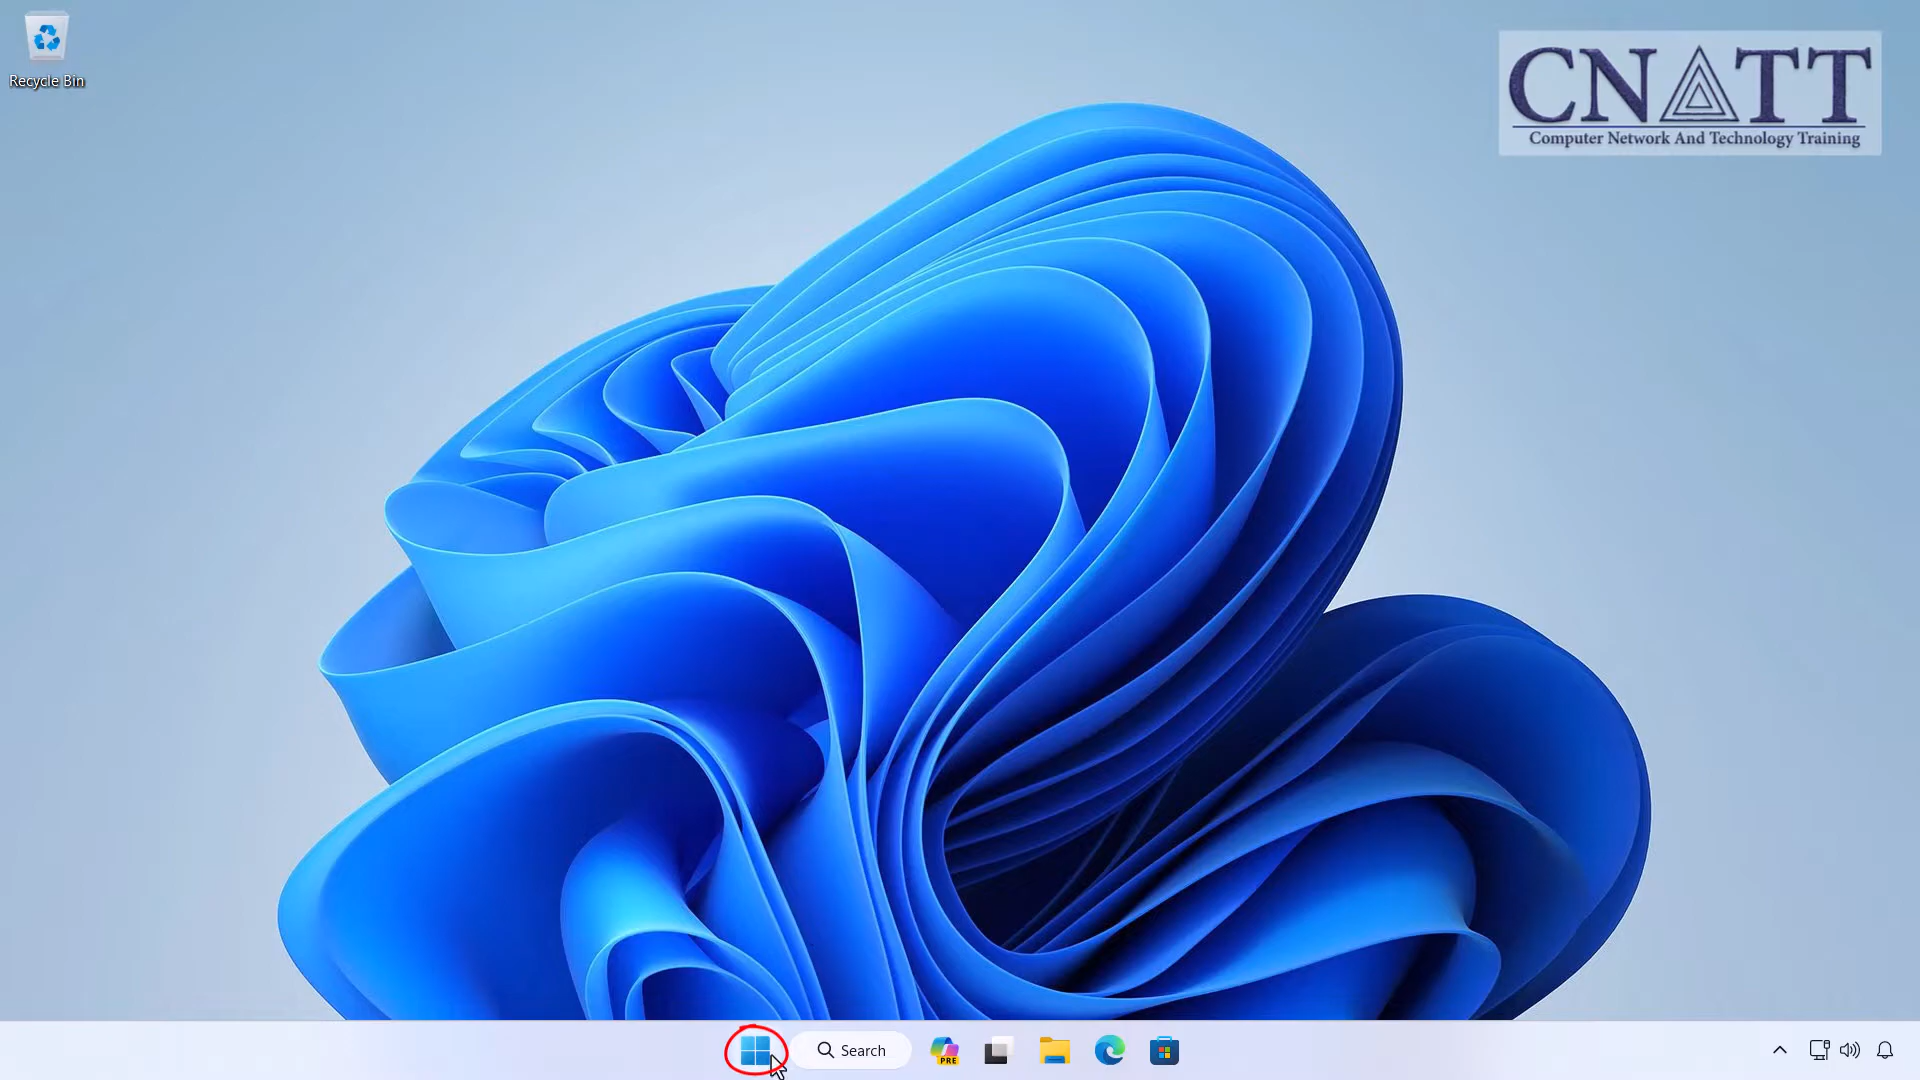 Recycle Bin
CNATT
Computer Network And Technology Training
Search
PRE